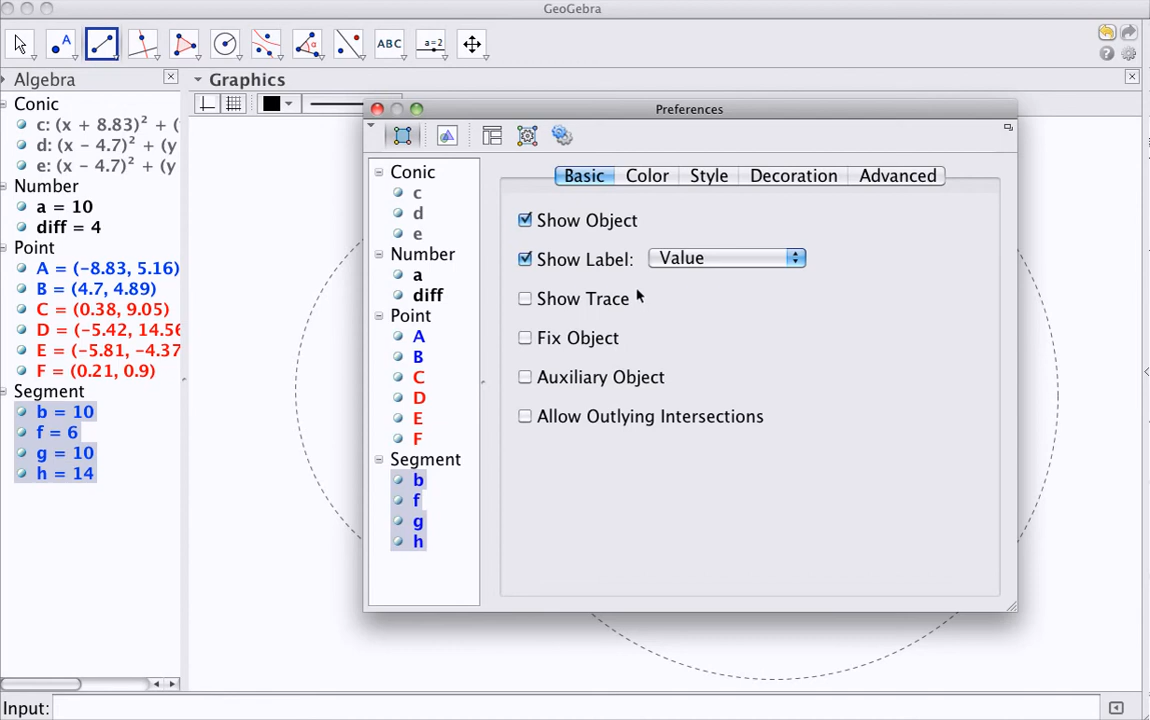 GeoGebra
A
ABC
a=2
Algebra
Graphics
Preferences
Conic
c: (x + 8.83)² + (
d: (x – 4.7)² + (y
e: (x – 4.7)² + (y
Number
a = 10
diff = 4
Point
A = (-8.83, 5.16)
B = (4.7, 4.89)
C = (0.38, 9.05)
D = (-5.42, 14.56
E = (-5.81, -4.37
F = (0.21, 0.9)
Segment
b = 10
f = 6
g = 10
h = 14
Conic
c
d
e
Number
a
diff
Point
A
B
C
D
E
F
Segment
b
f
g
h
Basic Color Style Decoration Advanced
Show Object
Show Label: Value
Show Trace
Fix Object
Auxiliary Object
Allow Outlying Intersections
Input: